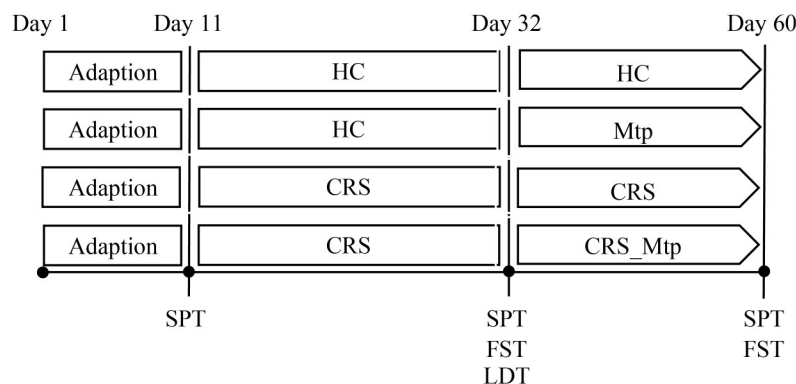 Day 1 Day 11 Day 32 Day 60
Adaption HC HC
Adaption HC Mtp
Adaption CRS CRS
Adaption CRS CRS_Mtp
SPT SPT SPT
FST FST
LDT